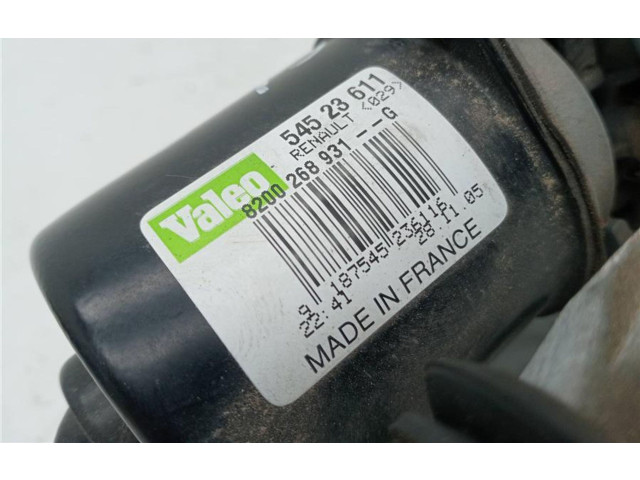 Valeo
545 23 611
RENAULT <029>
8200 268 931 -- G
9 187545 236116
22:41 28.11.05
MADE IN FRANCE